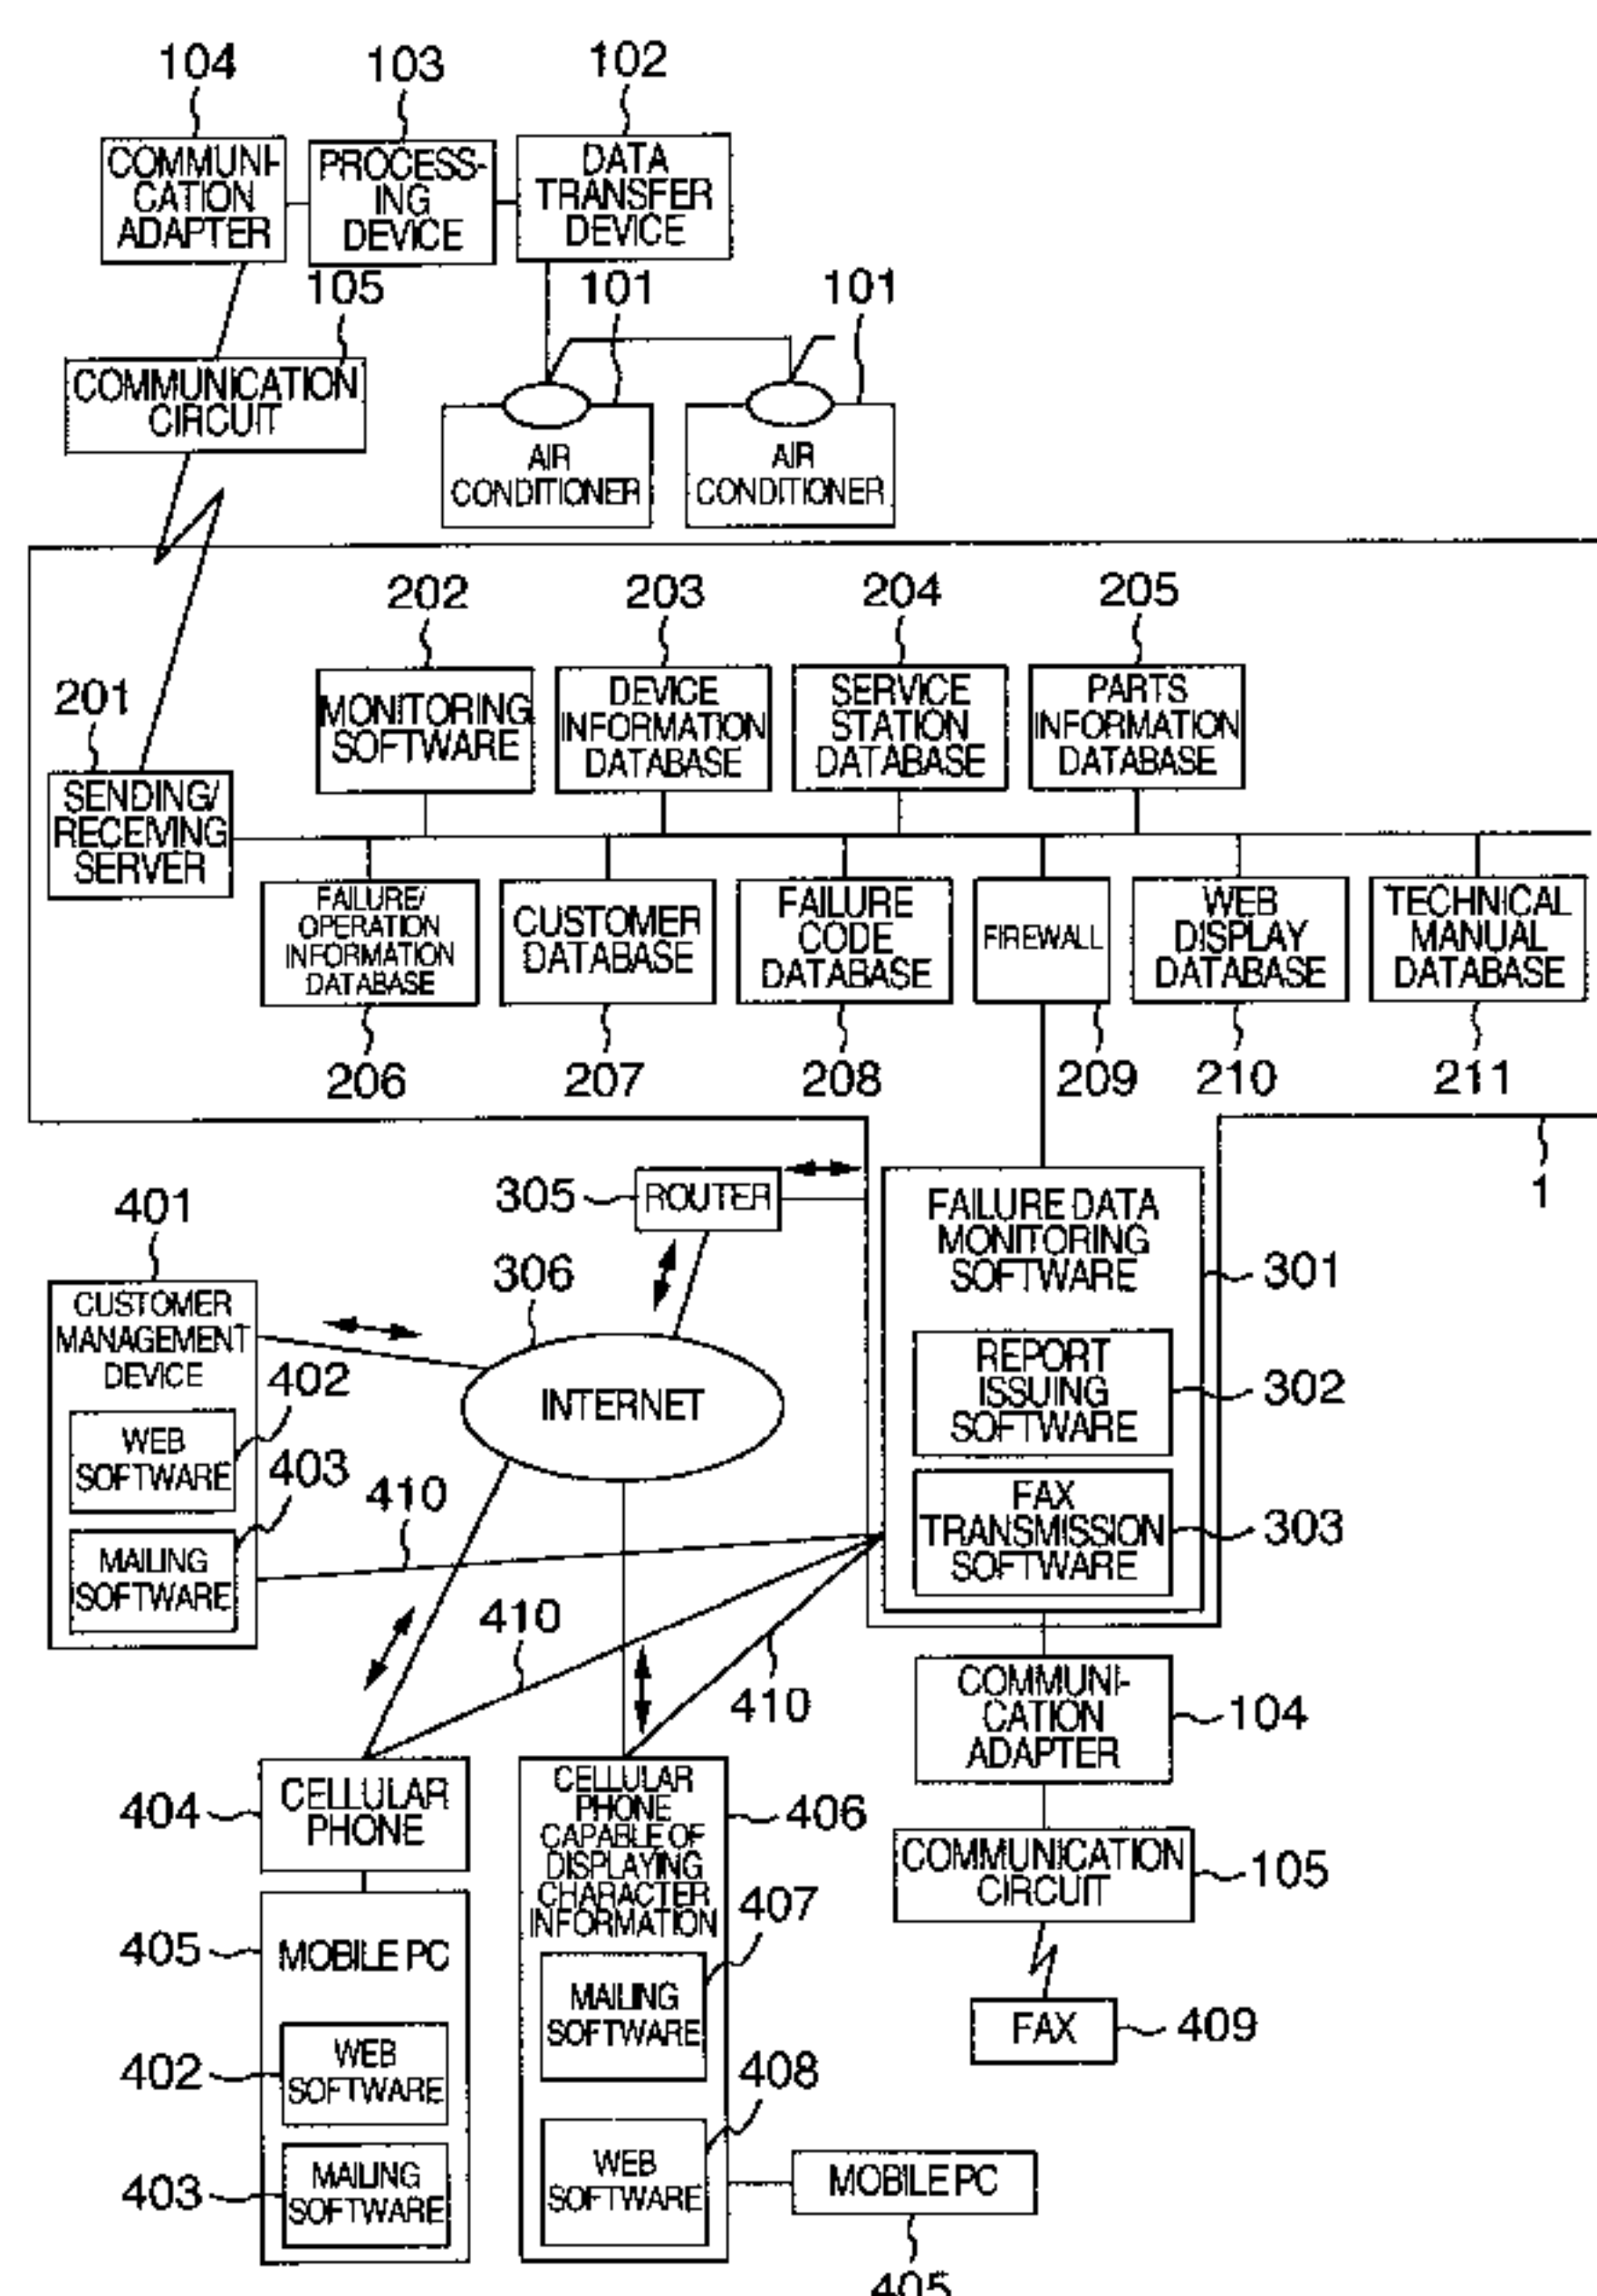 104
103
102
COMMUNI-
CATION
ADAPTER
PROCESS-
ING
DEVICE
DATA
TRANSFER
DEVICE
105
101
101
COMMUNICATION
CIRCUIT
AIR
CONDITIONER
AIR
CONDITIONER
202
203
204
205
201
MONITORING
SOFTWARE
DEVICE
INFORMATION
DATABASE
SERVICE
STATION
DATABASE
PARTS
INFORMATION
DATABASE
SENDING/
RECEIVING
SERVER
FAILURE/
OPERATION
INFORMATION
DATABASE
CUSTOMER
DATABASE
FAILURE
CODE
DATABASE
FIREWALL
WEB
DISPLAY
DATABASE
TECHNICAL
MANUAL
DATABASE
206
207
208
209
210
211
1
305
ROUTER
401
306
FAILURE DATA
MONITORING
SOFTWARE
301
CUSTOMER
MANAGEMENT
DEVICE
402
WEB
SOFTWARE
403
MAILING
SOFTWARE
INTERNET
REPORT
ISSUING
SOFTWARE
302
FAX
TRANSMISSION
SOFTWARE
303
410
410
410
COMMUNI-
CATION
ADAPTER
104
404
CELLULAR
PHONE
CELLULAR
PHONE
CAPABLE OF
DISPLAYING
CHARACTER
INFORMATION
406
COMMUNICATION
CIRCUIT
105
405
MOBILE PC
407
MAILING
SOFTWARE
FAX
409
402
WEB
SOFTWARE
408
403
MAILING
SOFTWARE
WEB
SOFTWARE
MOBILE PC
405